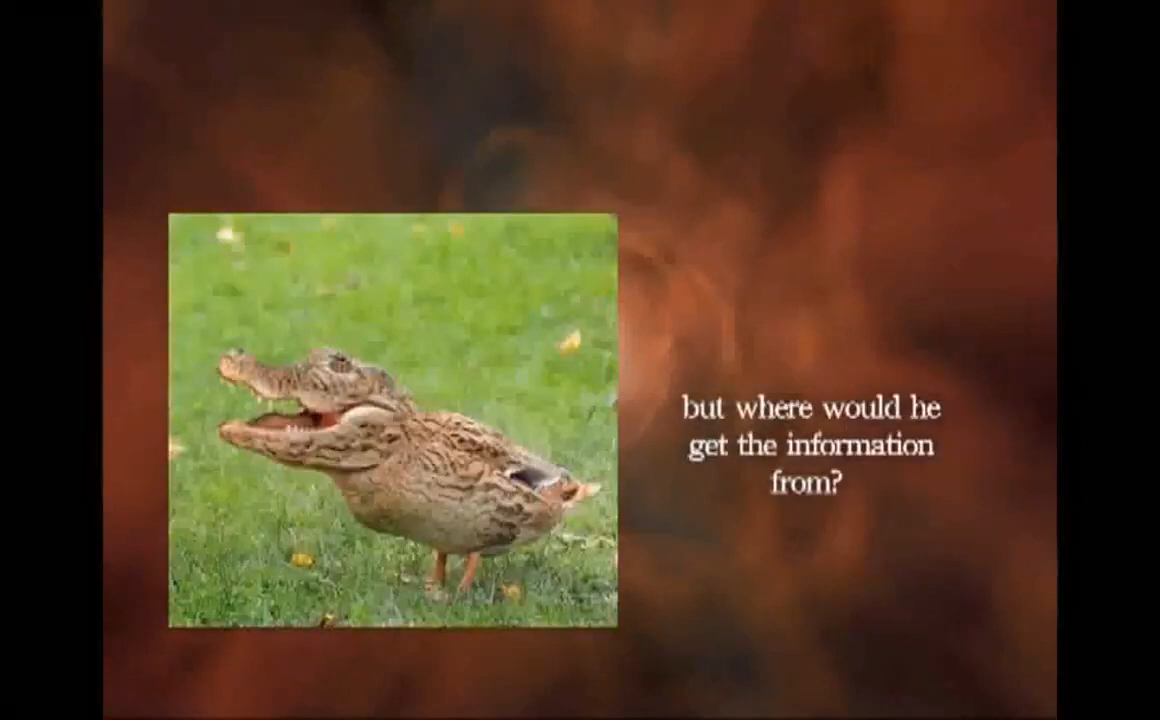 but where would he
get the information
from?